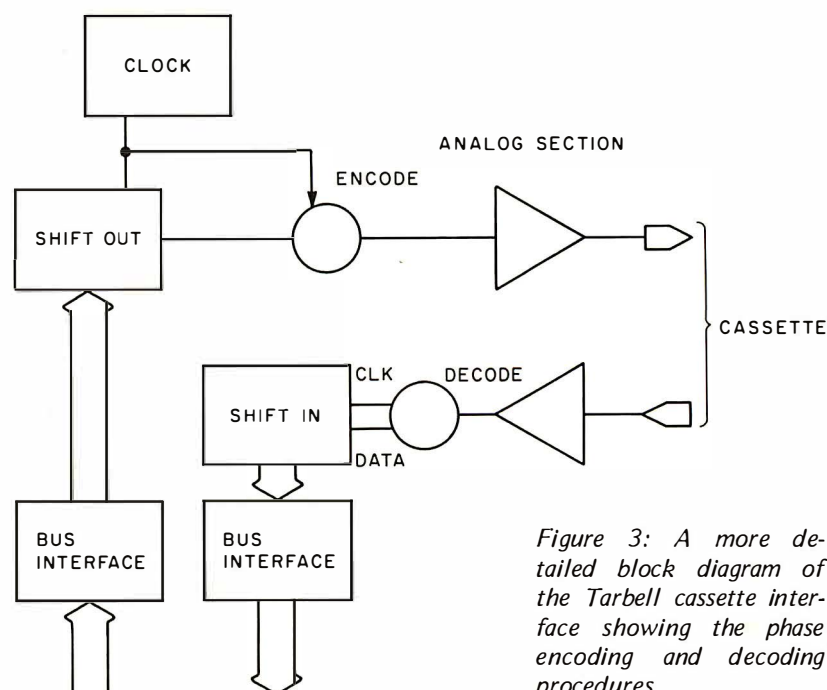 CLOCK
ANALOG SECTION
ENCODE
SHIFT OUT
CASSETTE
CLK
DECODE
SHIFT IN
DATA
BUS
INTERFACE
BUS
INTERFACE
Figure 3: A more de-
tailed block diagram of
the Tarbell cassette inter-
face showing the phase
encoding and decoding
procedures.